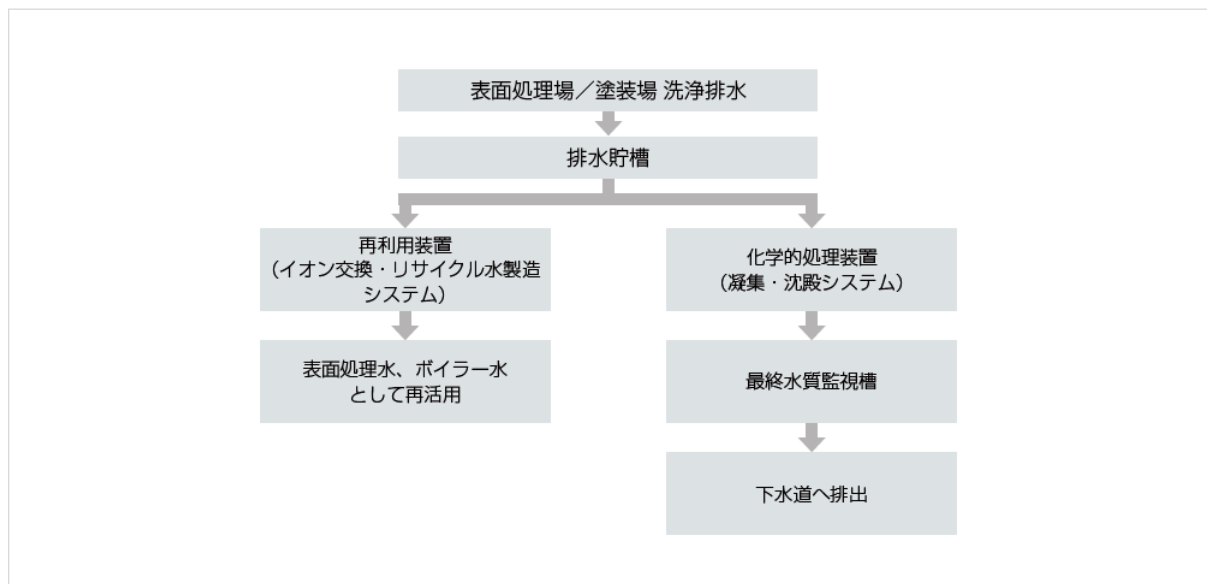 表面処理場／塗装場 洗浄排水
排水貯槽
再利用装置
（イオン交換・リサイクル水製造
システム）
表面処理水、ボイラー水
として再活用
化学的処理装置
（凝集・沈殿システム）
最終水質監視槽
下水道へ排出